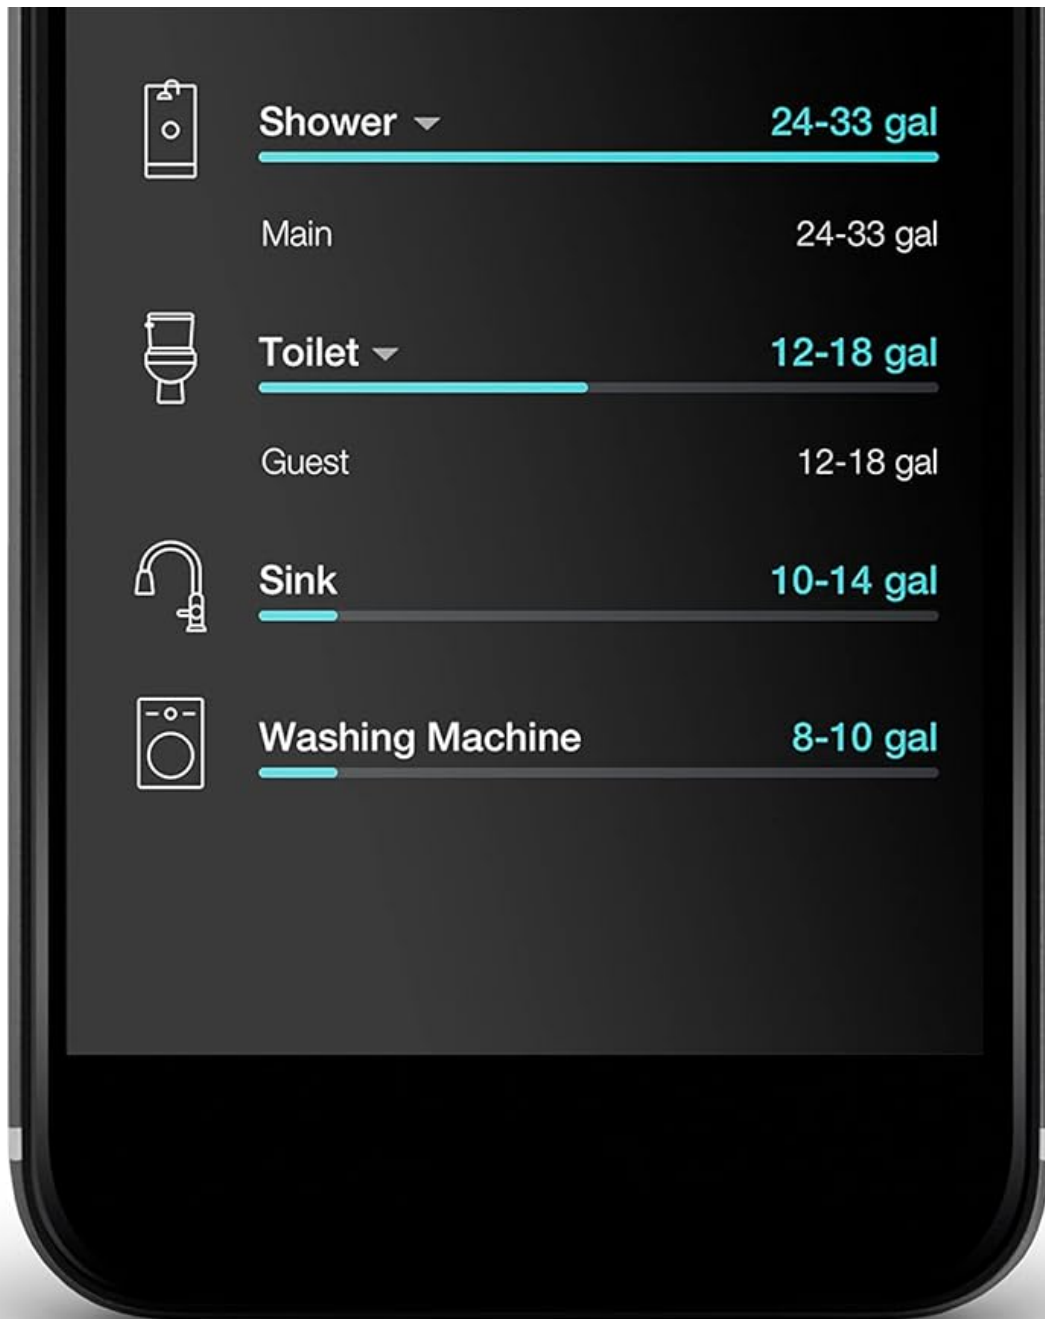 Shower 24-33 gal
Main 24-33 gal
Toilet 12-18 gal
Guest 12-18 gal
Sink 10-14 gal
Washing Machine 8-10 gal